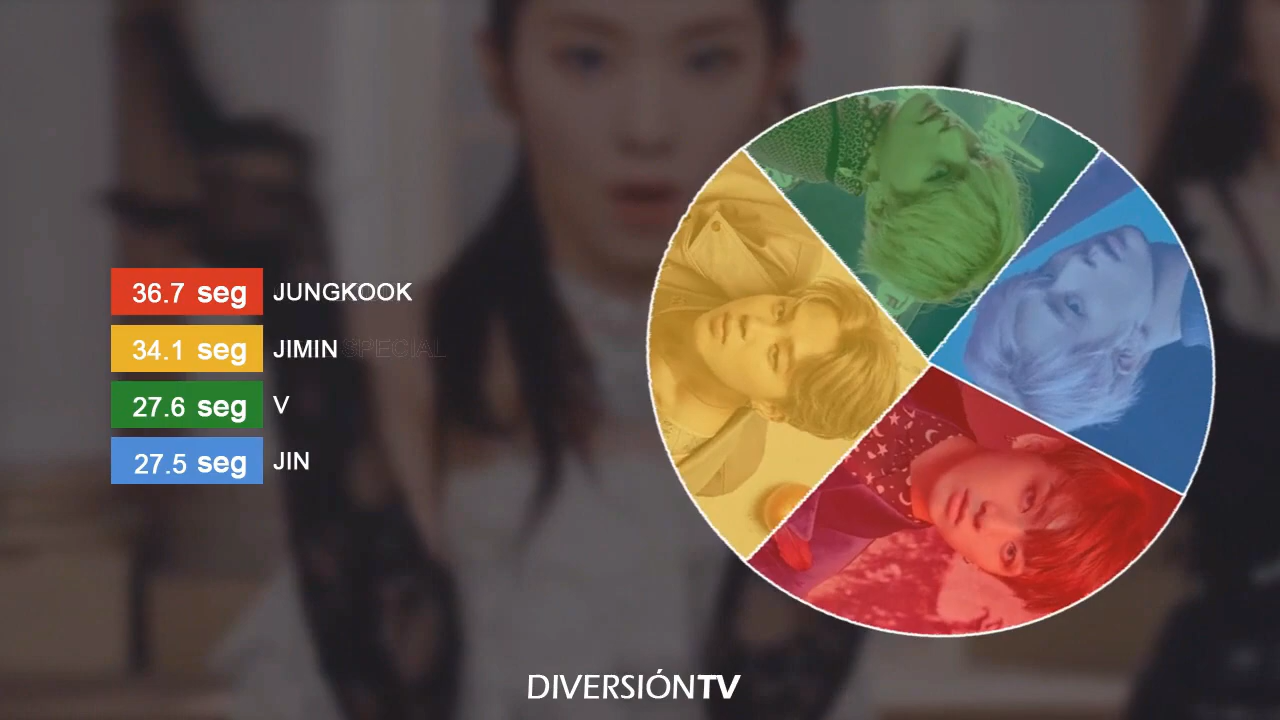 36.7 seg JUNGKOOK
34.1 seg JIMIN SPECIAL
27.6 seg V
27.5 seg JIN
DIVERSIÓNTV